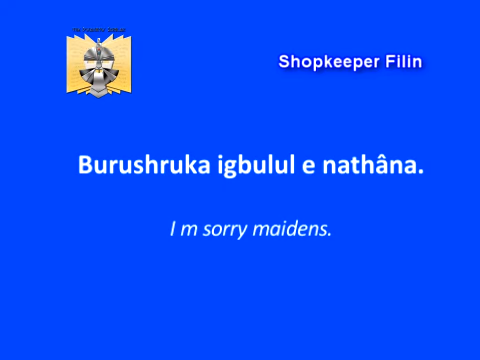 Shopkeeper Filin
Burushruka igbulul e nathâna.
I m sorry maidens.